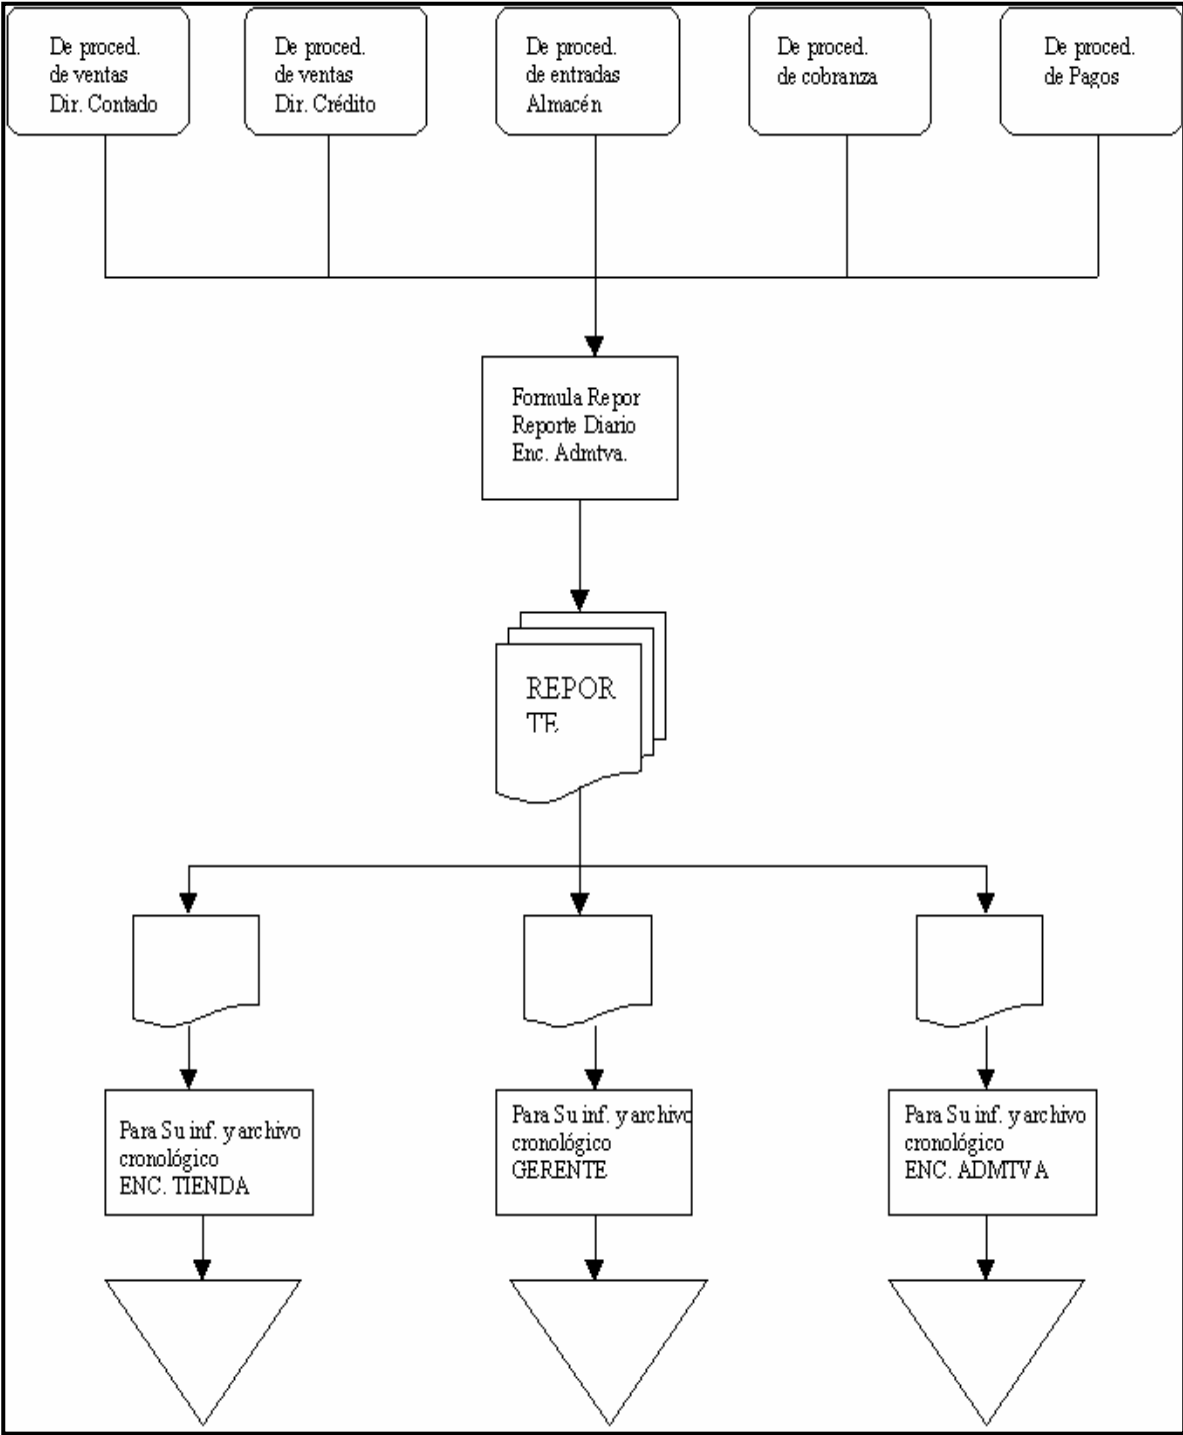 De proced.
de ventas
Dir. Contado
De proced.
de ventas
Dir. Crédito
De proced.
de entradas
Almacén
De proced.
de cobranza
De proced.
de Pagos
Formula Repor
Reporte Diario
Enc. Admtva.
REPOR
TE
Para Su inf. y archivo
cronológico
ENC. TIENDA
Para Su inf. y archivo
cronológico
GERENTE
Para Su inf. y archivo
cronológico
ENC. ADMTVA